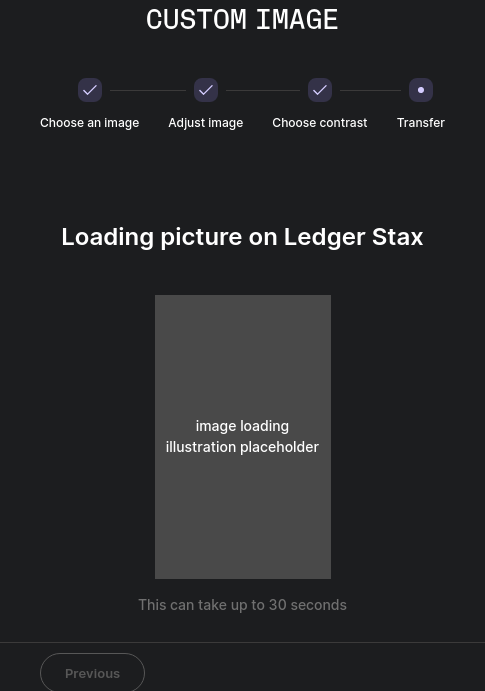 CUSTOM IMAGE
Choose an image
Adjust image
Choose contrast
Transfer
Loading picture on Ledger Stax
image loading
illustration placeholder
This can take up to 30 seconds
Previous